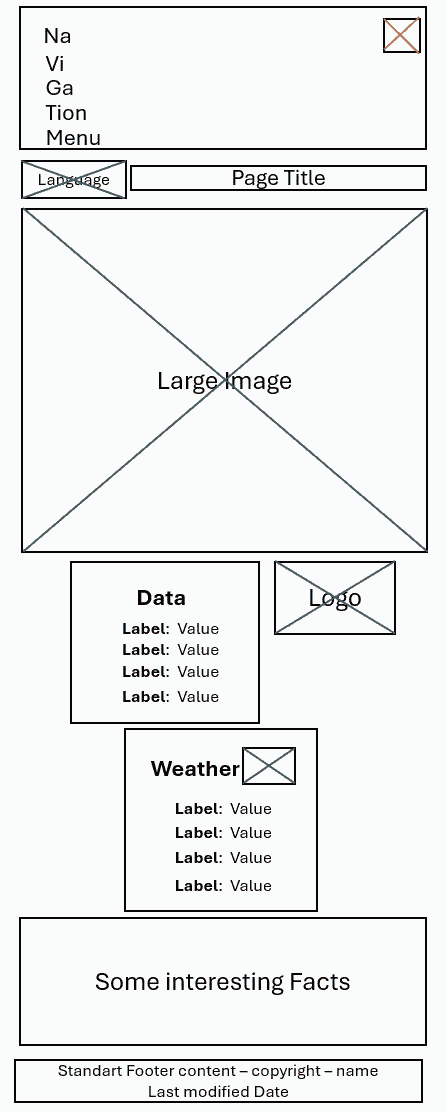 Na
Vi
Ga
Tion
Menu
Language
Page Title
Large Image
Data
Label: Value
Label: Value
Label: Value
Label: Value
Logo
Weather
Label: Value
Label: Value
Label: Value
Label: Value
Some interesting Facts
Standart Footer content – copyright – name
Last modified Date